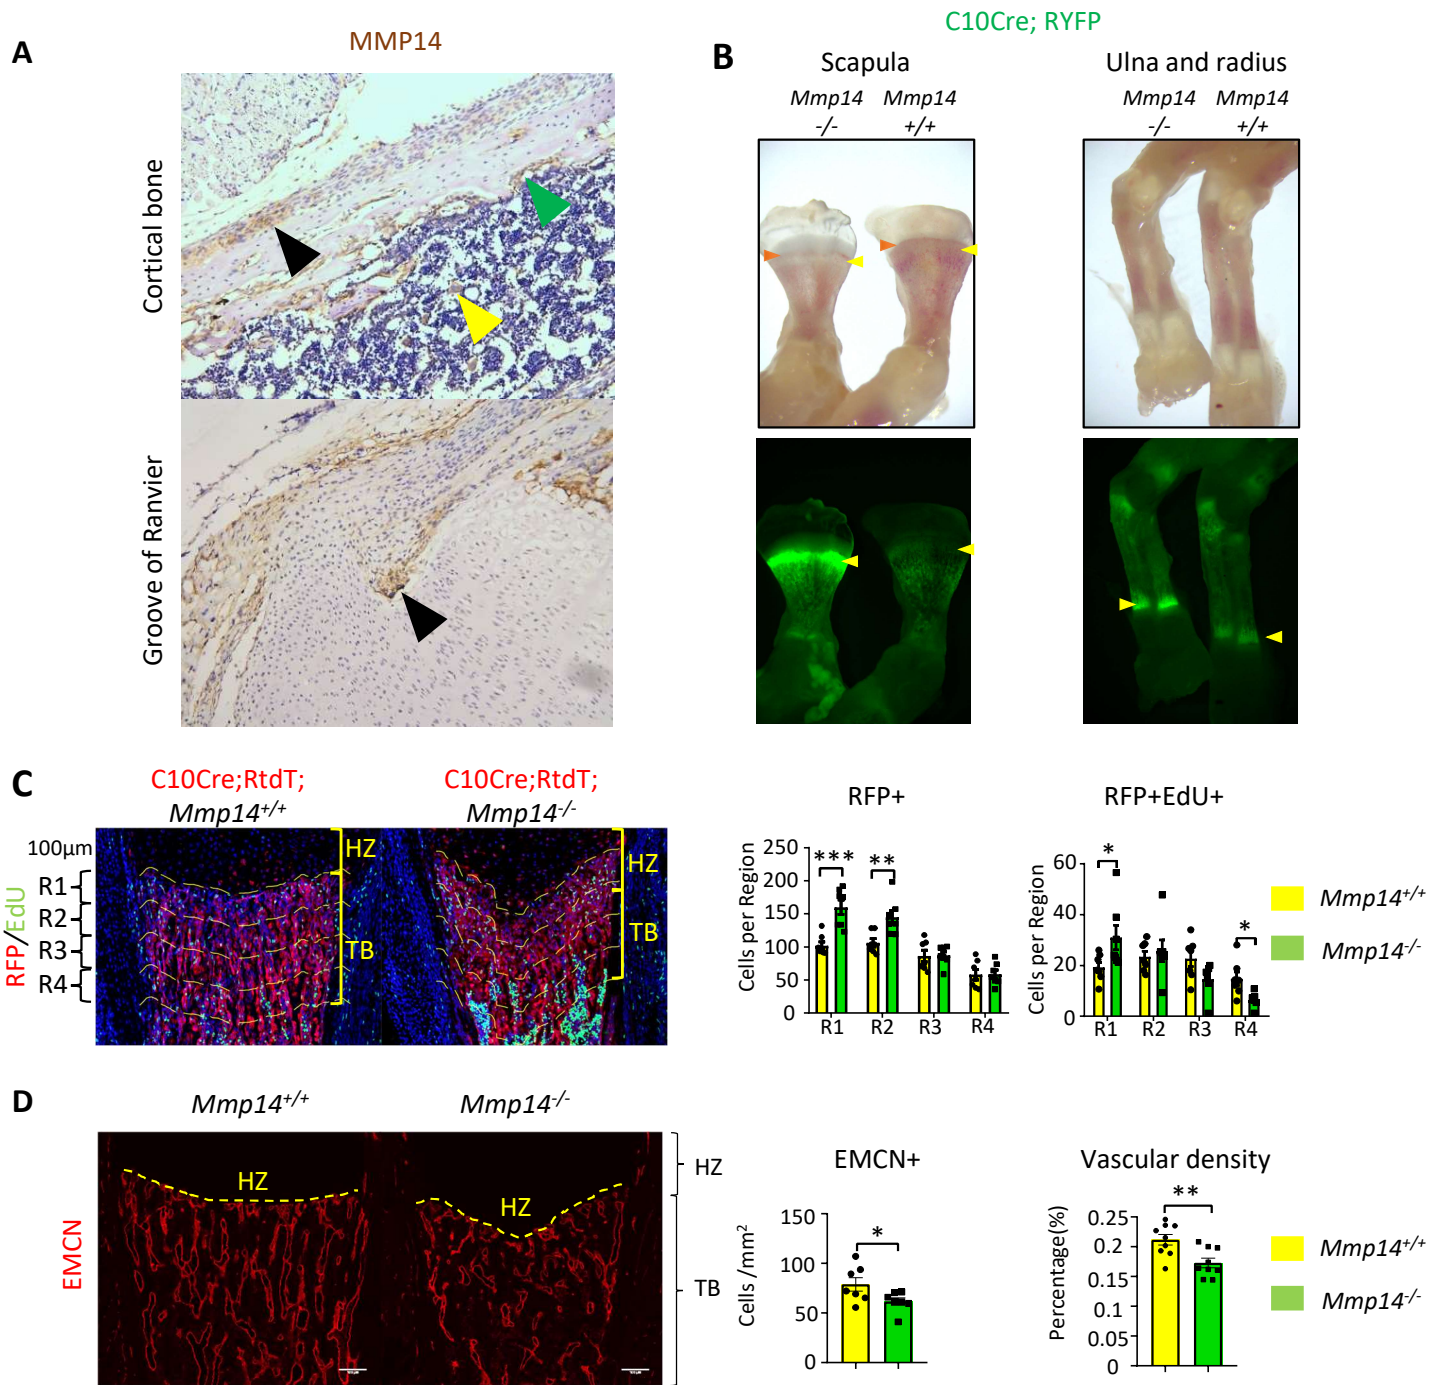 A
MMP14
Cortical bone
Groove of Ranvier
B
C10Cre; RYFP
Scapula
Ulna and radius
Mmp14 Mmp14
-/- +/+
Mmp14 Mmp14
-/- +/+
C
C10Cre;RtdT;
Mmp14+/+
C10Cre;RtdT;
Mmp14-/-
RFP/EdU
100μm
R1
R2
R3
R4
HZ
TB
HZ
TB
RFP+
Cells per Region
250
200
150
100
50
0
*** **
R1 R2 R3 R4
RFP+EdU+
Cells per Region
60
40
20
0
* *
R1 R2 R3 R4
Mmp14+/+
Mmp14-/-
D
Mmp14+/+
Mmp14-/-
EMCN
HZ
HZ
HZ
TB
EMCN+
Cells /mm2
150
100
50
0
*
Vascular density
Percentage(%)
0.25
0.2
0.15
0.1
0.05
0
**
Mmp14+/+
Mmp14-/-